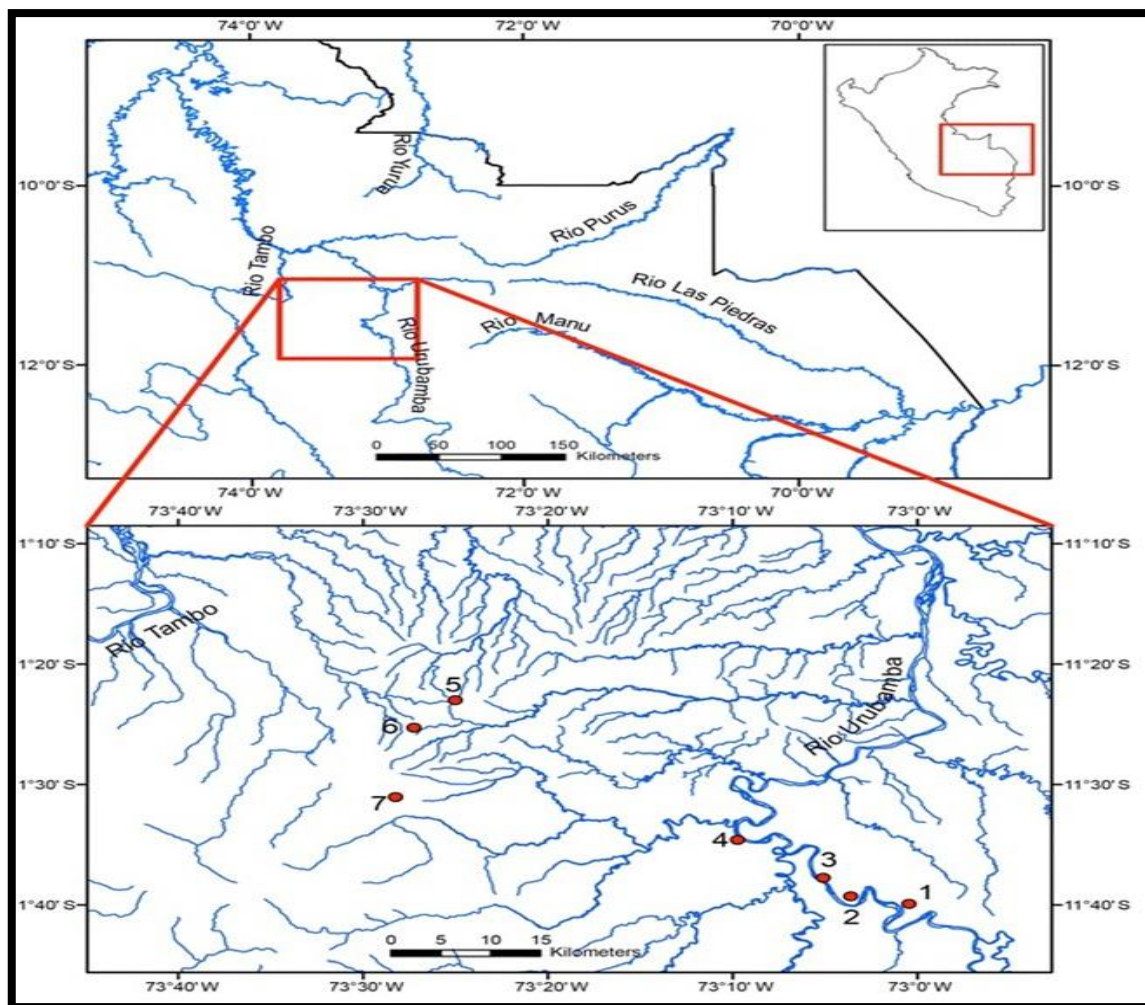 74°0' W 72°0' W 70°0' W
10°0' S 10°0' S
Rio Yurua
Rio Purus
Rio Tambo
Rio Las Piedras
Rio Manu
Rio Urubamba
12°0' S 12°0' S
0 50 100 150
Kilometers
74°0' W 72°0' W 70°0' W
73°40' W 73°30' W 73°20' W 73°10' W 73°0' W
1°10' S 11°10' S
Rio Tambo
1°20' S 11°20' S
Rio Urubamba
5
6
1°30' S 11°30' S
7
4
3
1
2
1°40' S 11°40' S
0 5 10 15
Kilometers
73°40' W 73°30' W 73°20' W 73°10' W 73°0' W